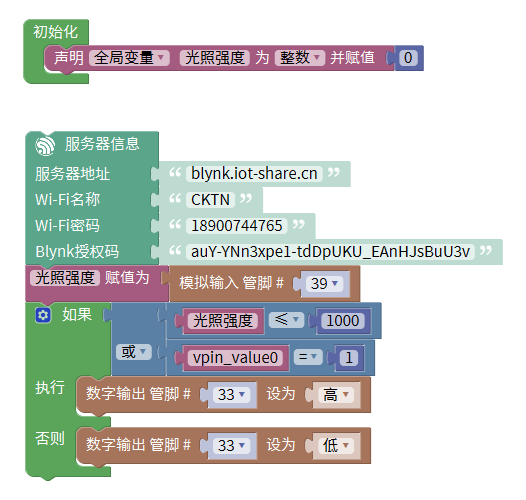 初始化
声明 全局变量 光照强度 为 整数 并赋值 0
服务器信息
服务器地址 “ blynk.iot-share.cn ”
Wi-Fi名称 “ CKTN ”
Wi-Fi密码 “ 18900744765 ”
Blynk授权码 “ auY-YNn3xpe1-tdDpUKU_EAnHJsBuU3v ”
光照强度 赋值为 模拟输入 管脚 # 39
如果 光照强度 ≤ 1000
或 vpin_value0 = 1
执行 数字输出 管脚 # 33 设为 高
否则 数字输出 管脚 # 33 设为 低